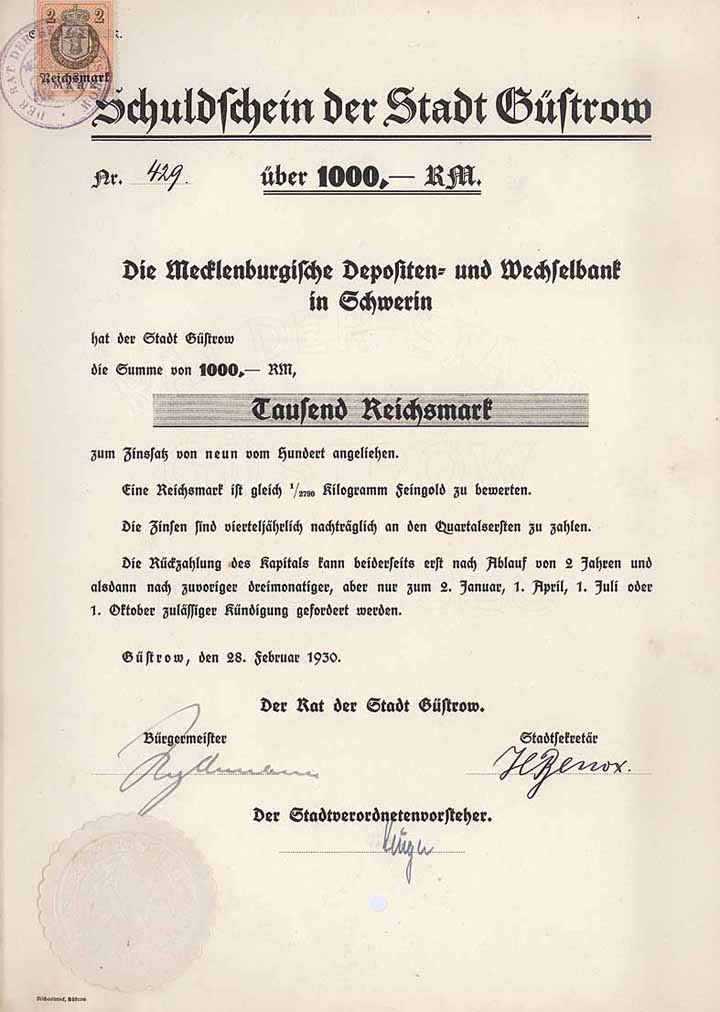 2 2
Reichsmark
MARK
Schuldschein der Stadt Güstrow
Nr. 429. über 1000,— RM.
Die Mecklenburgische Depositen- und Wechselbank
in Schwerin
hat der Stadt Güstrow
die Summe von 1000,— RM,
Tausend Reichsmark
zum Zinssatz von neun vom Hundert angeliehen.
Eine Reichsmark ist gleich 1/2790 Kilogramm Feingold zu bewerten.
Die Zinsen sind vierteljährlich nachträglich an den Quartalsersten zu zahlen.
Die Rückzahlung des Kapitals kann beiderseits erst nach Ablauf von 2 Jahren und
alsdann nach zuvoriger dreimonatiger, aber nur zum 2. Januar, 1. April, 1. Juli oder
1. Oktober zulässiger Kündigung gefordert werden.
Güstrow, den 28. Februar 1930.
Der Rat der Stadt Güstrow.
Bürgermeister Stadtsekretär
Der Stadtverordnetenvorsteher.